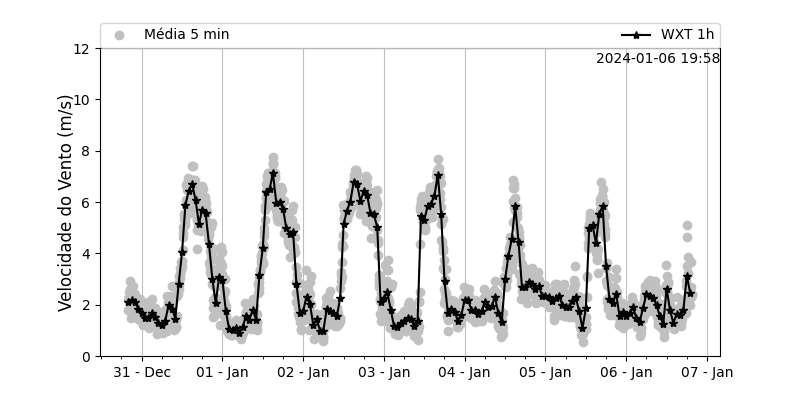 Média 5 min
WXT 1h
2024-01-06 19:58
Velocidade do Vento (m/s)
12
10
8
6
4
2
0
31 - Dec
01 - Jan
02 - Jan
03 - Jan
04 - Jan
05 - Jan
06 - Jan
07 - Jan